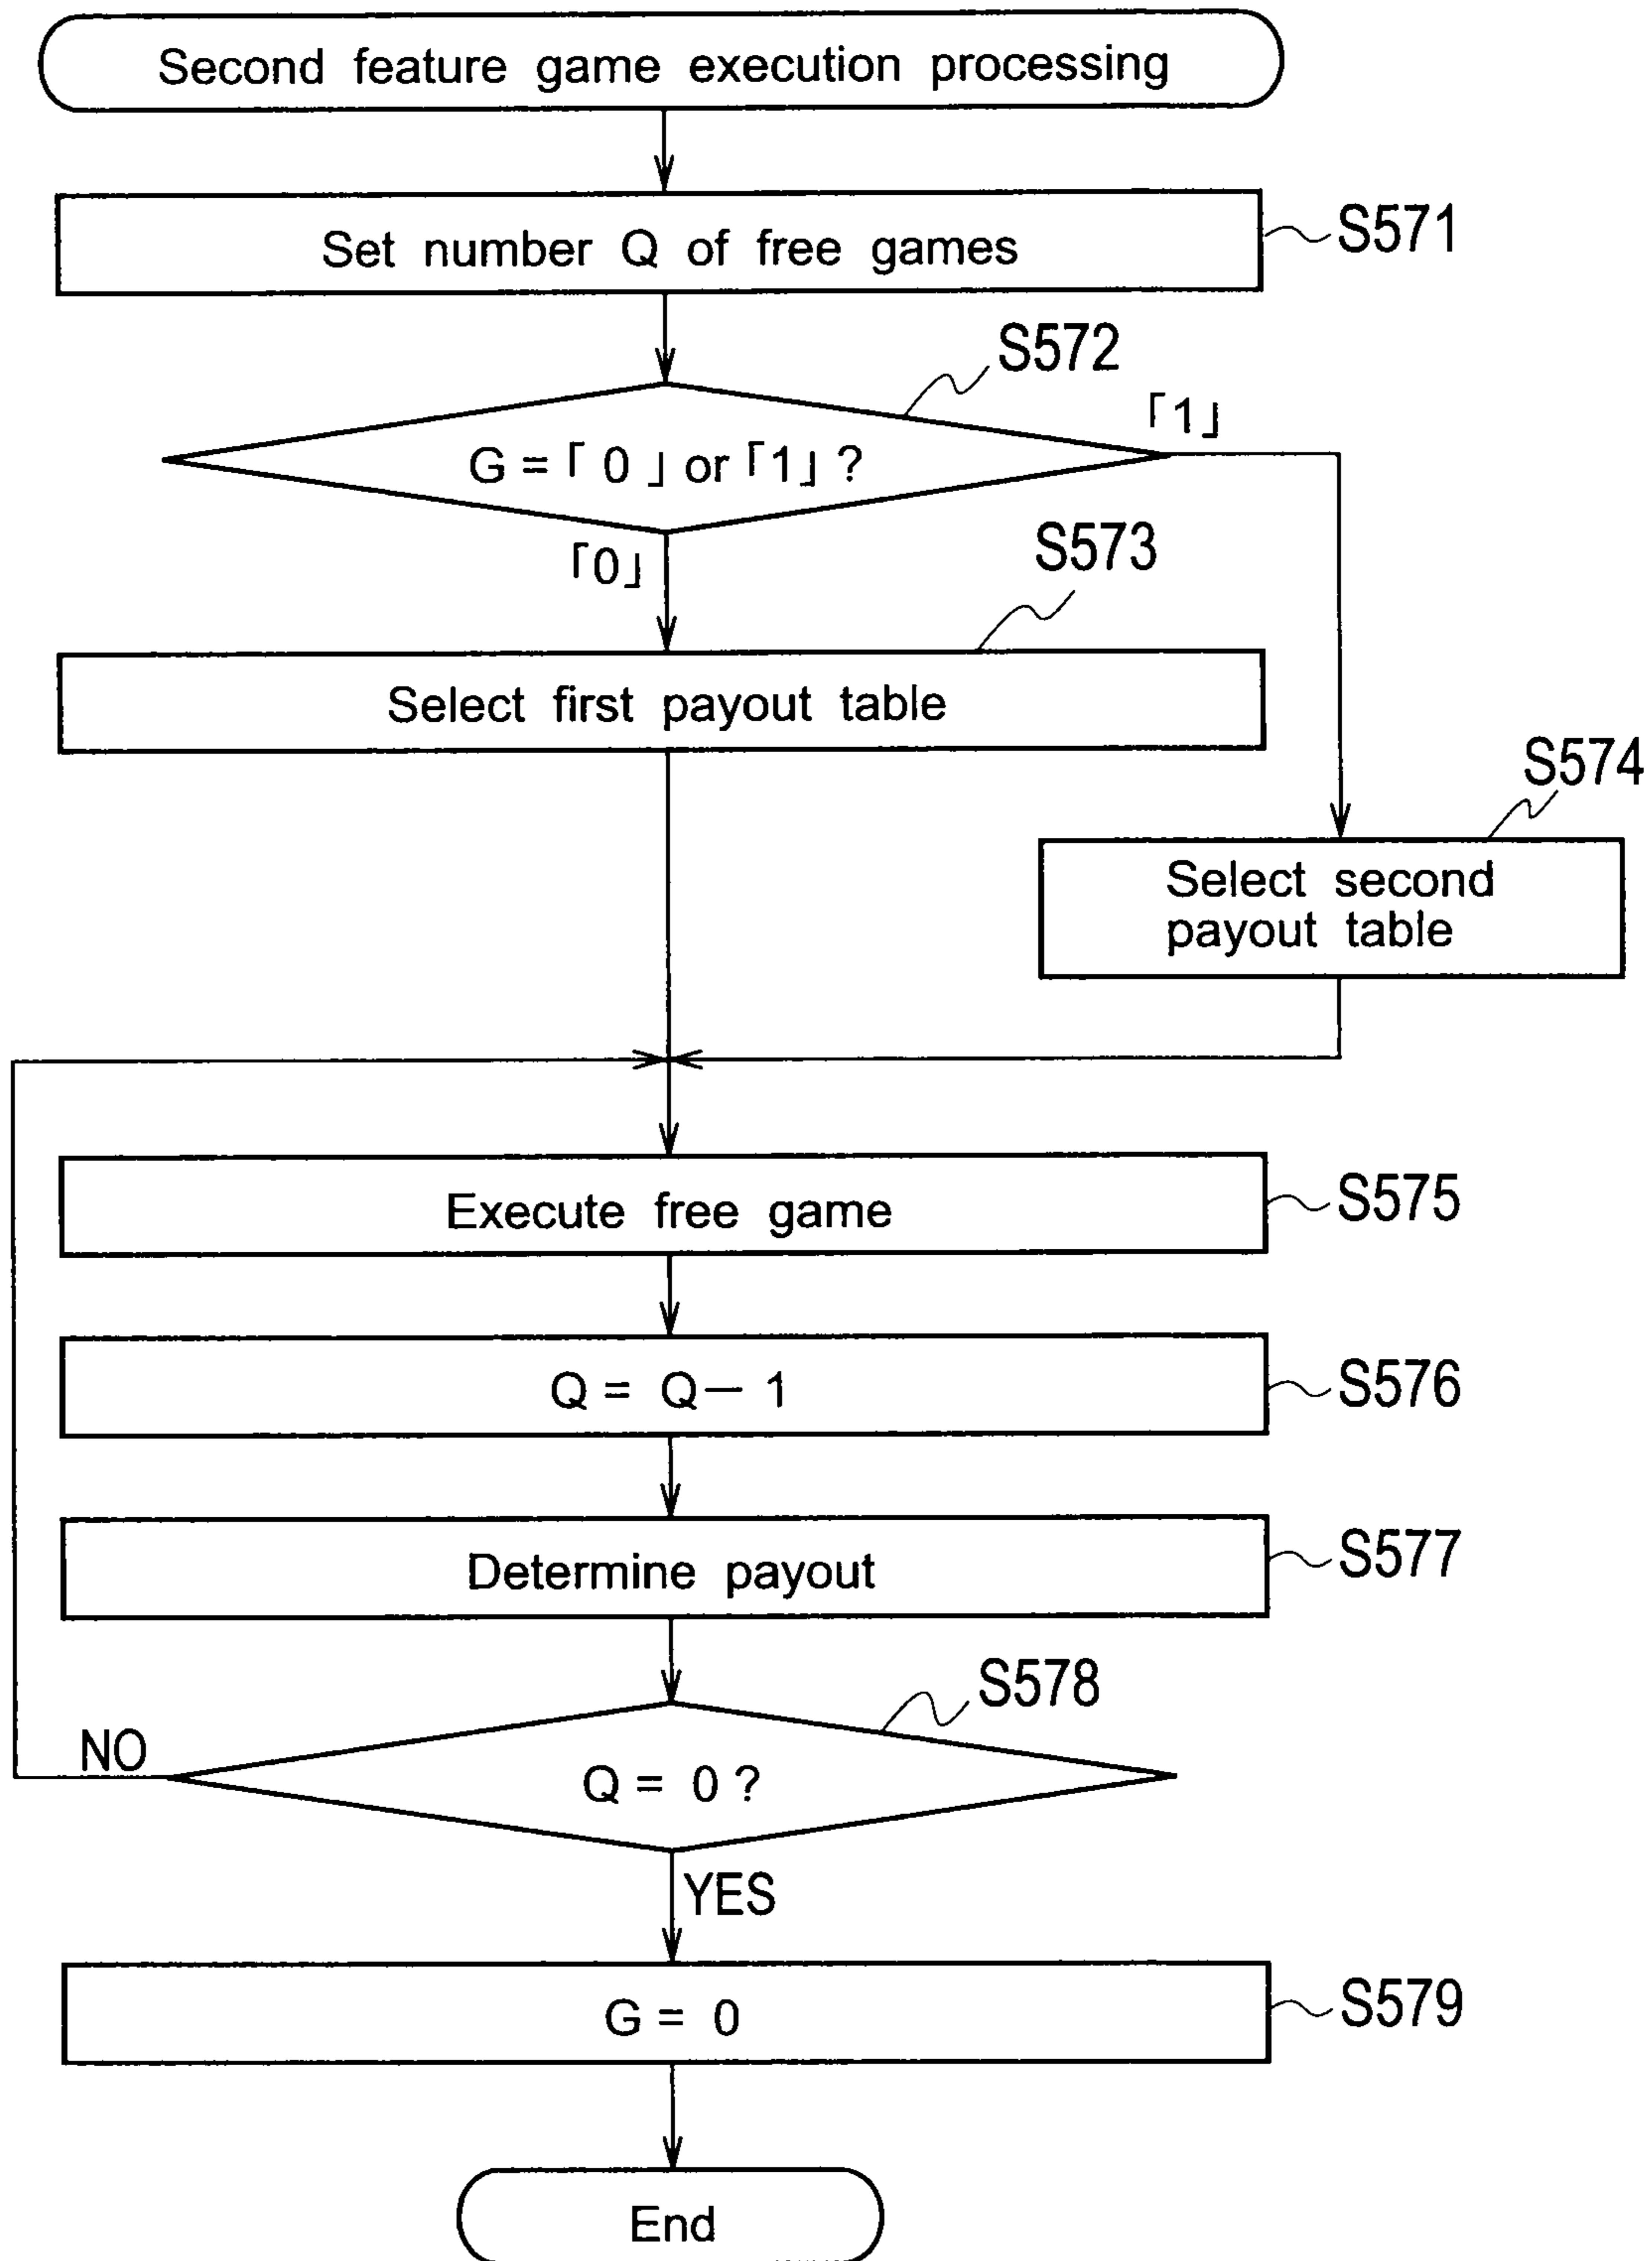 Second feature game execution processing
Set number Q of free games
S571
S572
G = 「 0 」 or 「1」 ?
「1」
「0」
S573
Select first payout table
S574
Select second
payout table
Execute free game
S575
Q = Q － 1
S576
Determine payout
S577
S578
Q = 0 ?
NO
YES
G = 0
S579
End